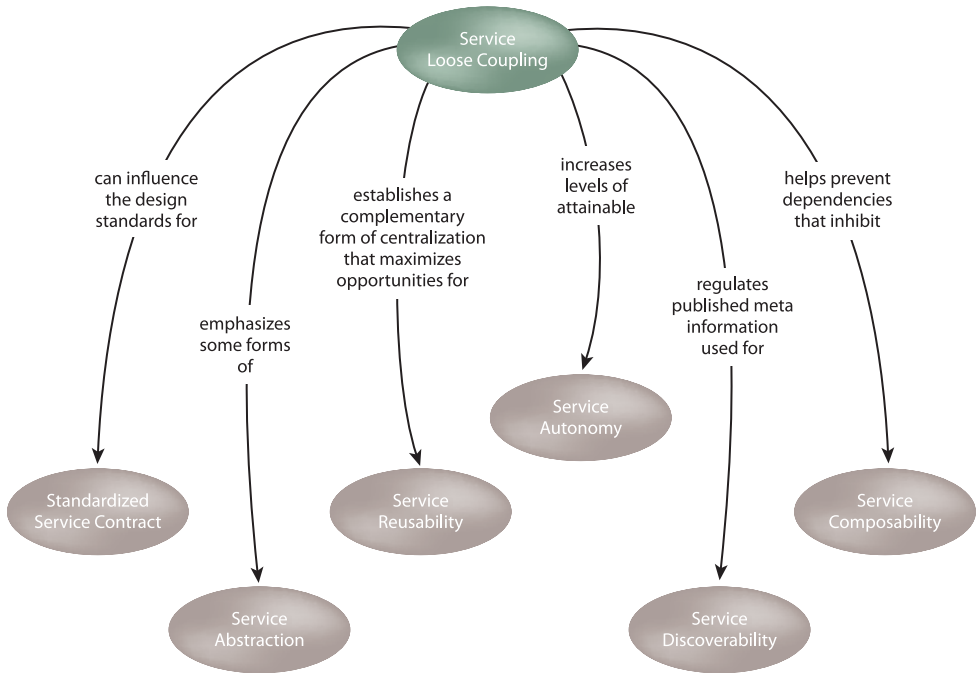 Service
Loose Coupling
can influence
the design
standards for
emphasizes
some forms
of
establishes a
complementary
form of centralization
that maximizes
opportunities for
increases
levels of
attainable
regulates
published meta
information
used for
helps prevent
dependencies
that inhibit
Standardized
Service Contract
Service
Abstraction
Service
Reusability
Service
Autonomy
Service
Discoverability
Service
Composability